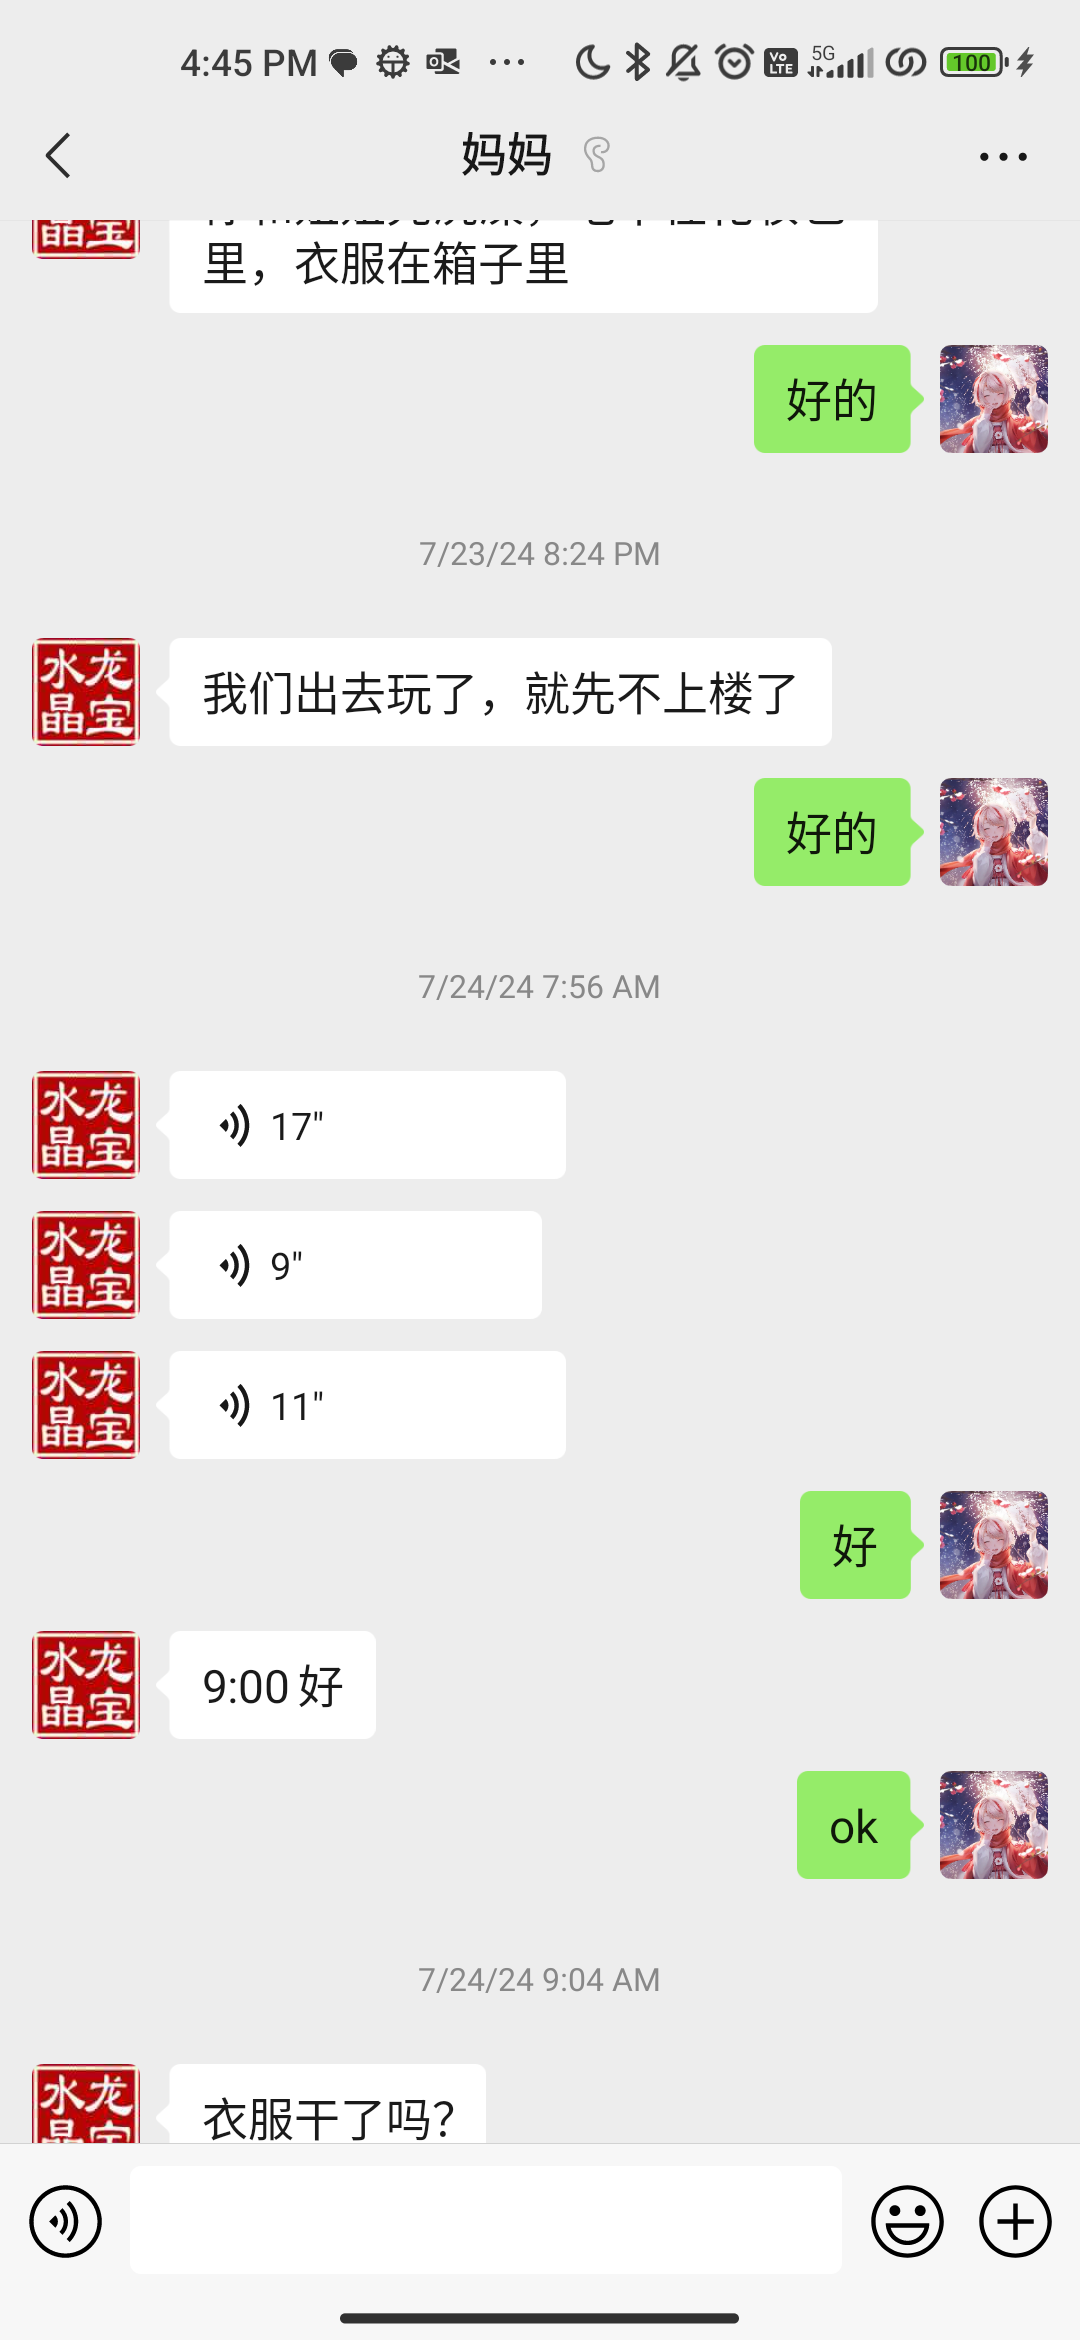 4:45 PM
Vo
LTE
5G
100
妈妈
里，衣服在箱子里
好的
7/23/24 8:24 PM
水龙
晶宝
我们出去玩了，就先不上楼了
好的
7/24/24 7:56 AM
水龙
晶宝
17"
水龙
晶宝
9"
水龙
晶宝
11"
好
水龙
晶宝
9:00 好
ok
7/24/24 9:04 AM
水龙
衣服干了吗？